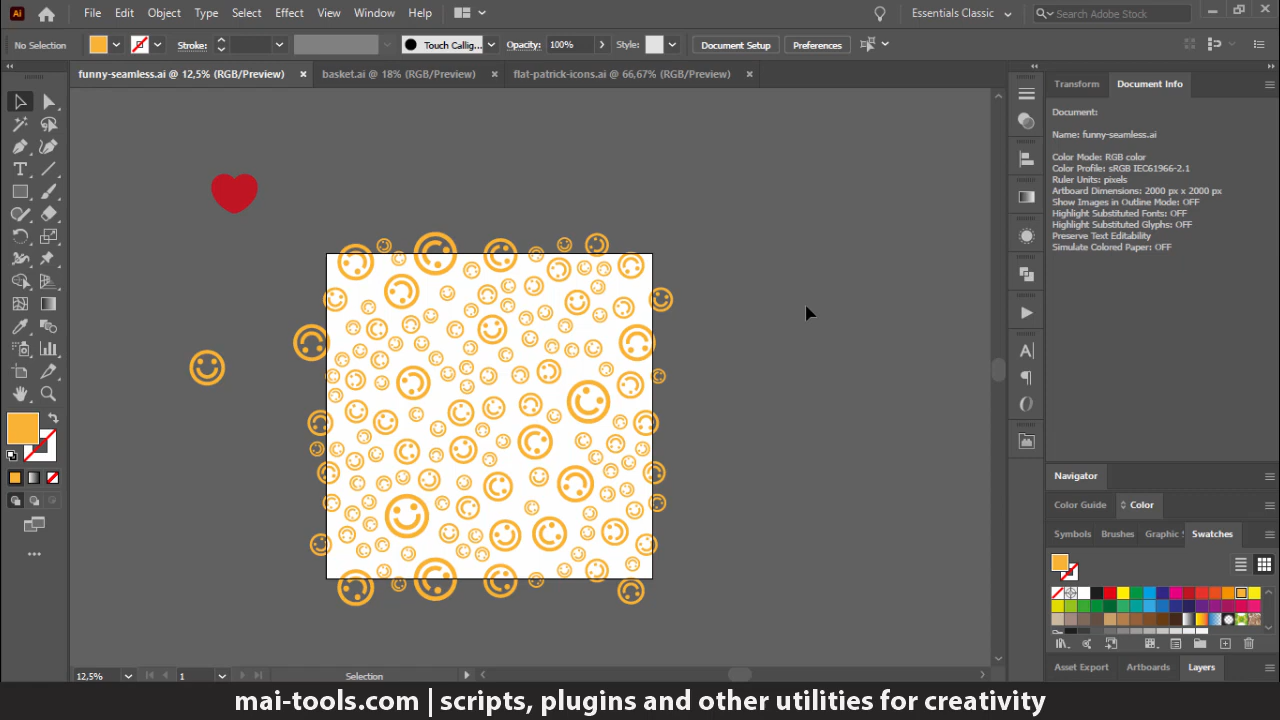 Ai File Edit Object Type Select Effect View Window Help Essentials Classic Search Adobe Stock
No Selection Stroke: Touch Callig... Opacity: 100% Style: Document Setup Preferences
funny-seamless.ai @ 12,5% (RGB/Preview) × basket.ai @ 18% (RGB/Preview) × flat-patrick-icons.ai @ 66,67% (RGB/Preview) ×
Transform Document Info
Document:
Name: funny-seamless.ai
Color Mode: RGB color
Color Profile: sRGB IEC61966-2.1
Ruler Units: pixels
Artboard Dimensions: 2000 px x 2000 px
Show Images in Outline Mode: OFF
Highlight Substituted Fonts: OFF
Highlight Substituted Glyphs: OFF
Preserve Text Editability
Simulate Colored Paper: OFF
Navigator
Color Guide Color
Symbols Brushes Graphic S Swatches
Asset Export Artboards Layers
12,5% 1 Selection
mai-tools.com | scripts, plugins and other utilities for creativity